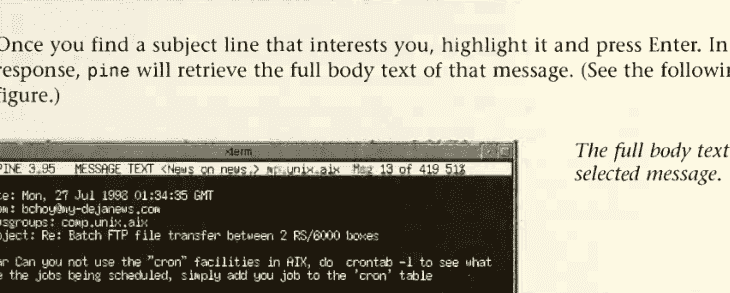 Once you find a subject line that interests you, highlight it and press Enter. In
response, pine will retrieve the full body text of that message. (See the followin
figure.)
xterm
PINE 3.95 MESSAGE TEXT <News on news.> mp.unix.aix Msg 13 of 419 51%
The full body text
selected message.
te: Mon, 27 Jul 1998 01:34:35 GMT
om: bchoy@my-dejanews.com
wsgroups: comp.unix.aix
bject: Re: Batch FTP file transfer between 2 RS/6000 boxes
ar Can you not use the "cron" facilities in AIX, do crontab -l to see what
e the jobs being scheduled, simply add you job to the 'cron' table